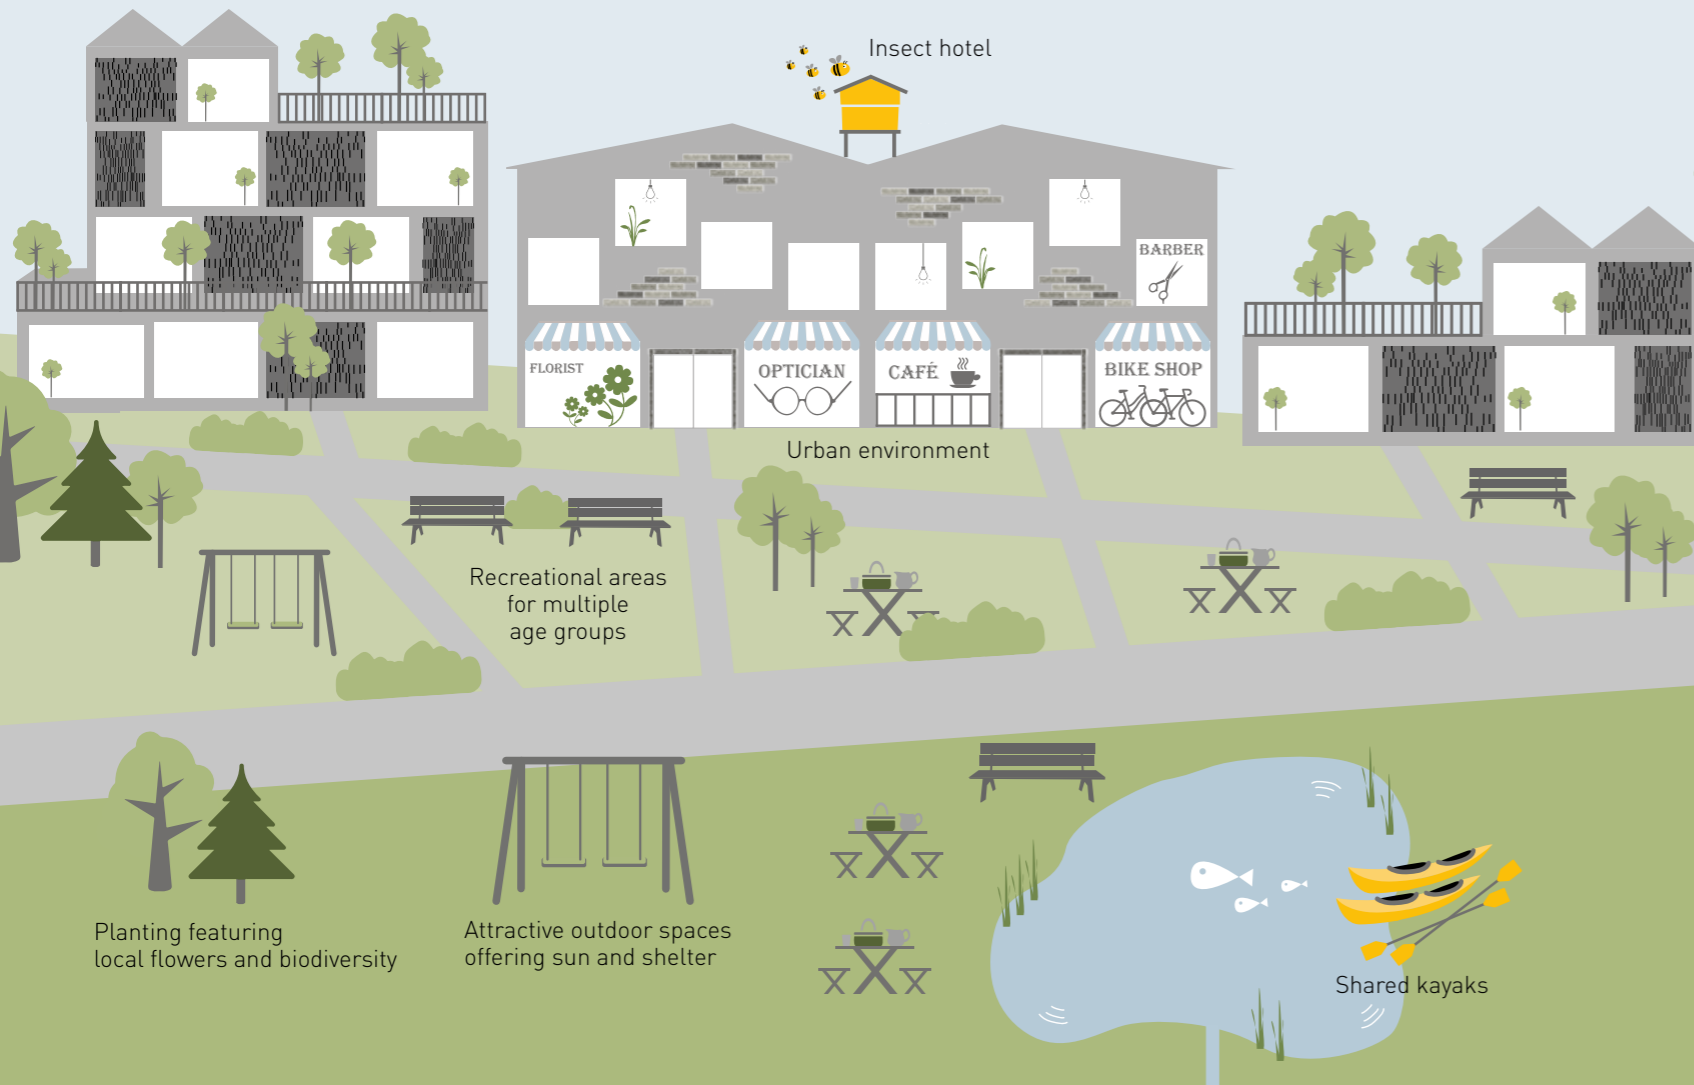 Insect hotel
BARBER
FLORIST
OPTICIAN
CAFÉ
BIKE SHOP
Urban environment
Recreational areas
for multiple
age groups
Planting featuring
local flowers and biodiversity
Attractive outdoor spaces
offering sun and shelter
Shared kayaks